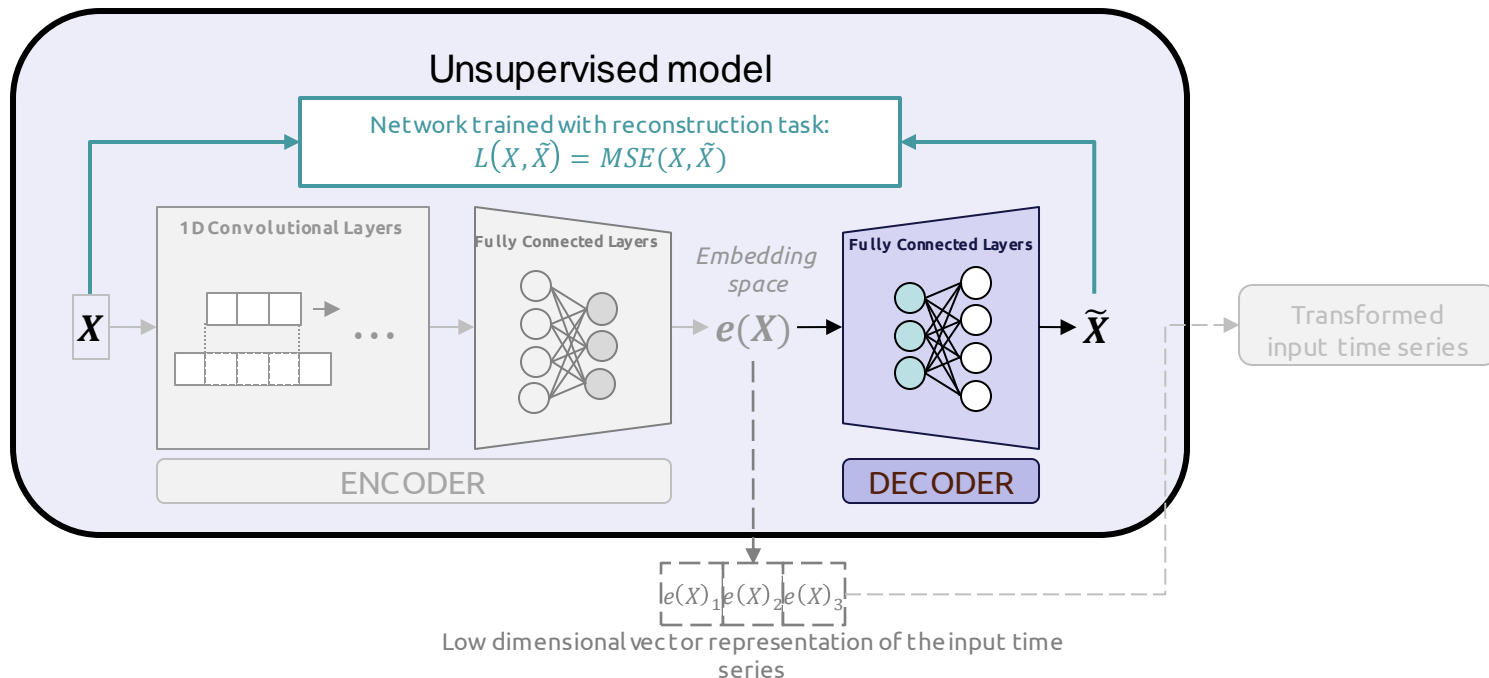 Unsupervised model
Network trained with reconstruction task:
L(X, X̃) = MSE(X, X̃)
1D Convolutional Layers
Fully Connected Layers
Embedding
space
Fully Connected Layers
X
...
e(X)
X̃
Transformed
input time series
ENCODER
DECODER
e(X)₁ e(X)₂ e(X)₃
Low dimensional vector representation of the input time
series